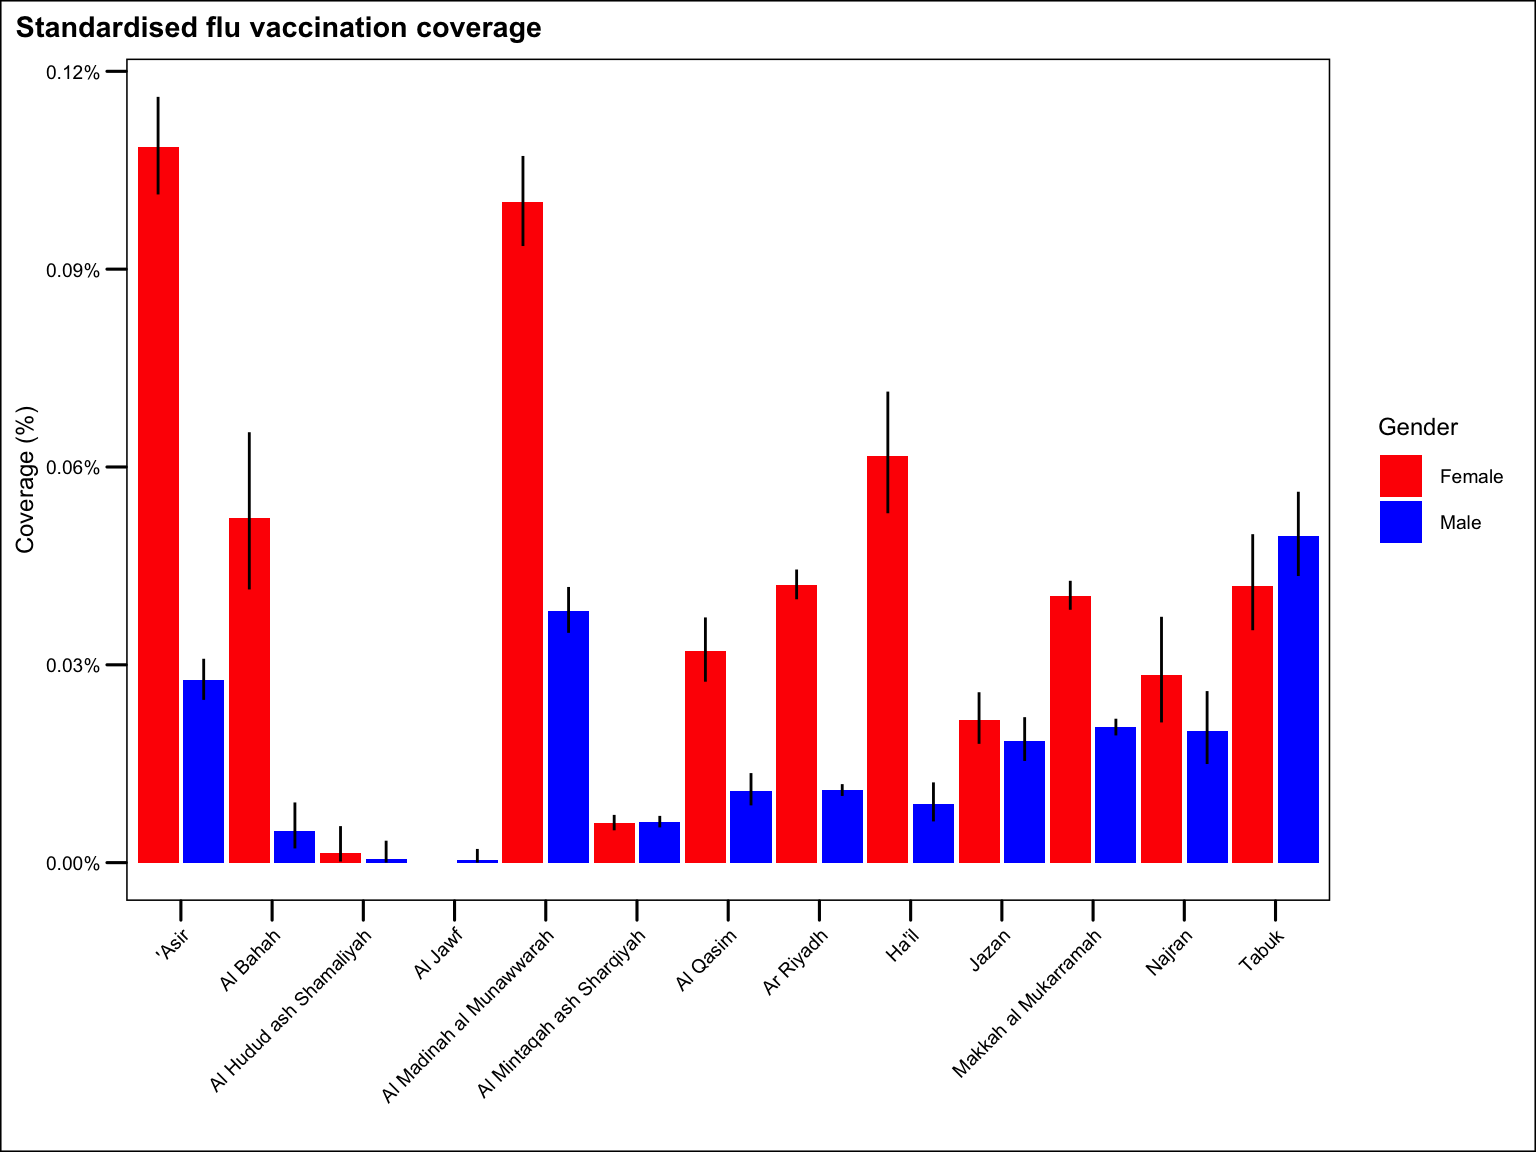 Standardised flu vaccination coverage
0.12%
0.09%
0.06%
0.03%
0.00%
Coverage (%)
'Asir
Al Bahah
Al Hudud ash Shamaliyah
Al Jawf
Al Madinah al Munawwarah
Al Mintaqah ash Sharqiyah
Al Qasim
Ar Riyadh
Ha'il
Jazan
Makkah al Mukarramah
Najran
Tabuk
Gender
Female
Male